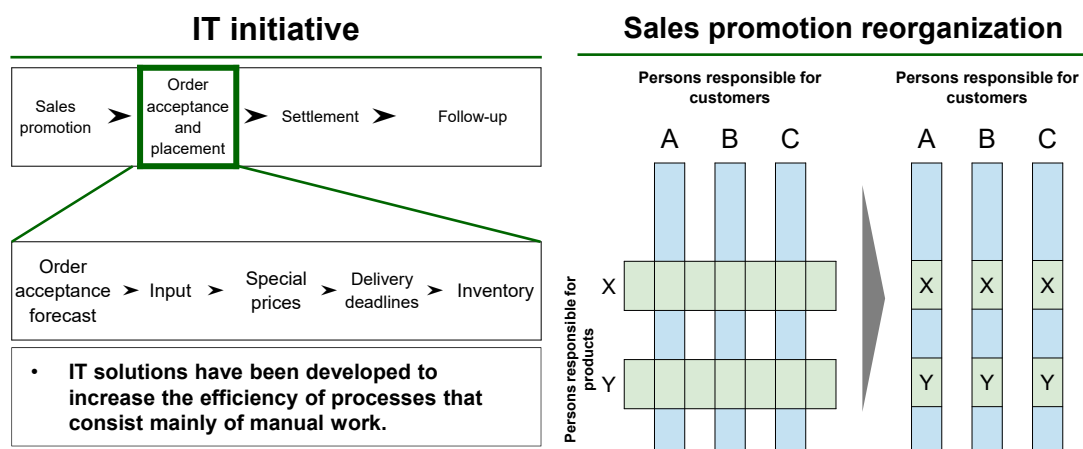 IT initiative
Sales
promotion
Order
acceptance
and
placement
Settlement
Follow-up
Order
acceptance
forecast
Input
Special
prices
Delivery
deadlines
Inventory
• IT solutions have been developed to
increase the efficiency of processes that
consist mainly of manual work.
Sales promotion reorganization
Persons responsible for
customers
A B C
X
Y
Persons responsible for
products
Persons responsible for
customers
A B C
X X X
Y Y Y